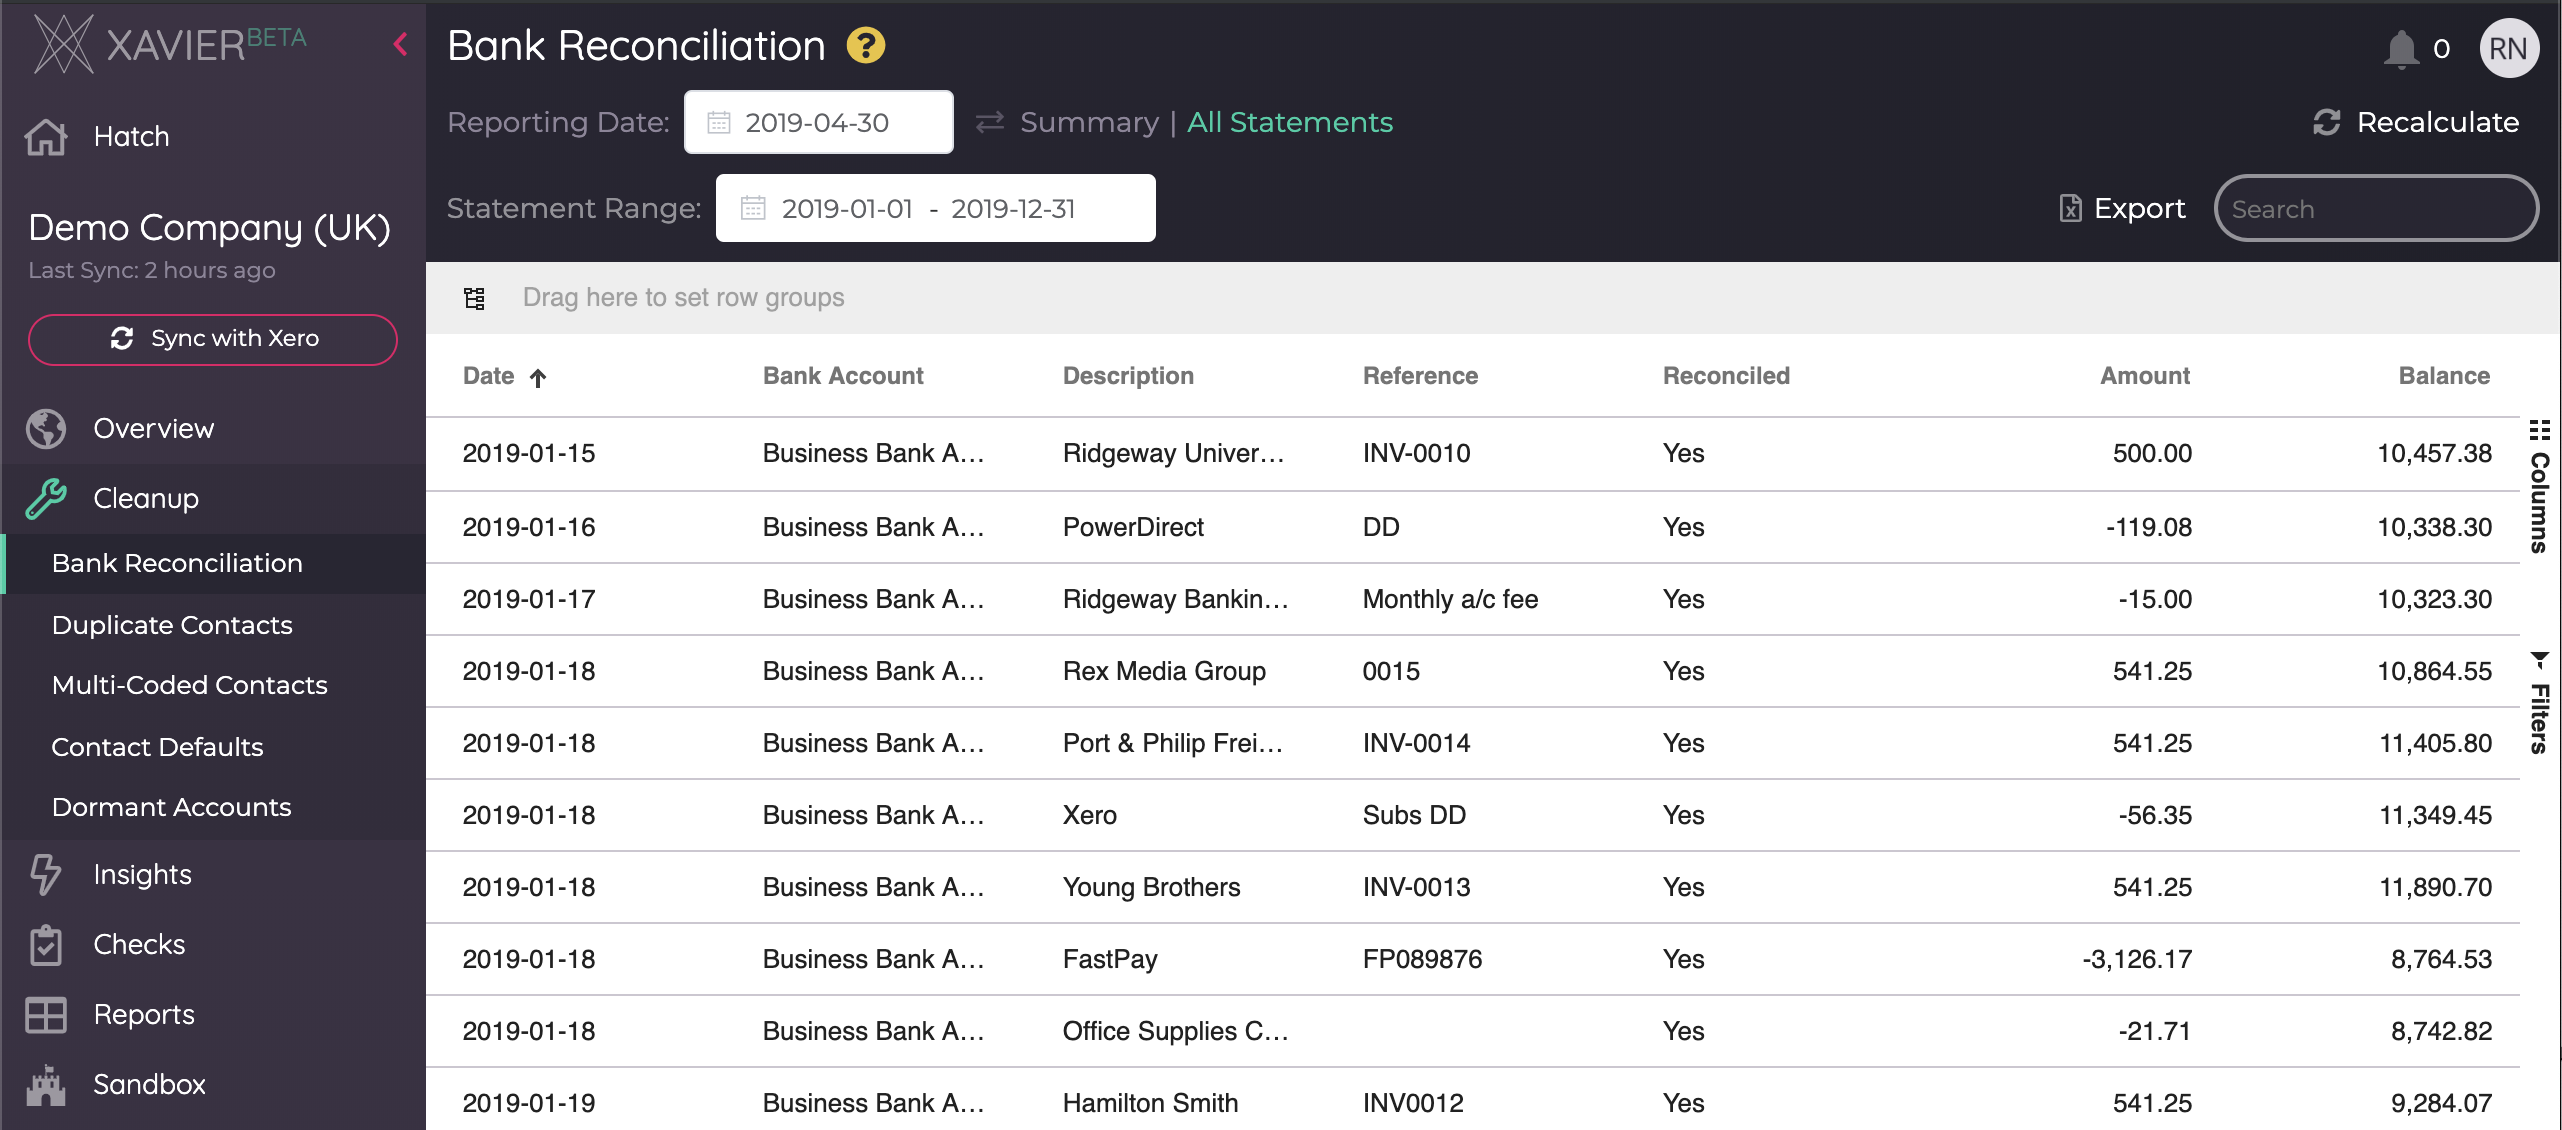 XAVIER BETA
Hatch
Demo Company (UK)
Last Sync: 2 hours ago
Sync with Xero
Overview
Cleanup
Bank Reconciliation
Duplicate Contacts
Multi-Coded Contacts
Contact Defaults
Dormant Accounts
Insights
Checks
Reports
Sandbox
Bank Reconciliation ?
0 RN
Reporting Date: 2019-04-30 Summary | All Statements Recalculate
Statement Range: 2019-01-01 - 2019-12-31 Export Search
Drag here to set row groups
Date Bank Account Description Reference Reconciled Amount Balance
2019-01-15 Business Bank A... Ridgeway Univer... INV-0010 Yes 500.00 10,457.38
2019-01-16 Business Bank A... PowerDirect DD Yes -119.08 10,338.30
2019-01-17 Business Bank A... Ridgeway Bankin... Monthly a/c fee Yes -15.00 10,323.30
2019-01-18 Business Bank A... Rex Media Group 0015 Yes 541.25 10,864.55
2019-01-18 Business Bank A... Port & Philip Frei... INV-0014 Yes 541.25 11,405.80
2019-01-18 Business Bank A... Xero Subs DD Yes -56.35 11,349.45
2019-01-18 Business Bank A... Young Brothers INV-0013 Yes 541.25 11,890.70
2019-01-18 Business Bank A... FastPay FP089876 Yes -3,126.17 8,764.53
2019-01-18 Business Bank A... Office Supplies C... Yes -21.71 8,742.82
2019-01-19 Business Bank A... Hamilton Smith INV0012 Yes 541.25 9,284.07
Columns
Filters